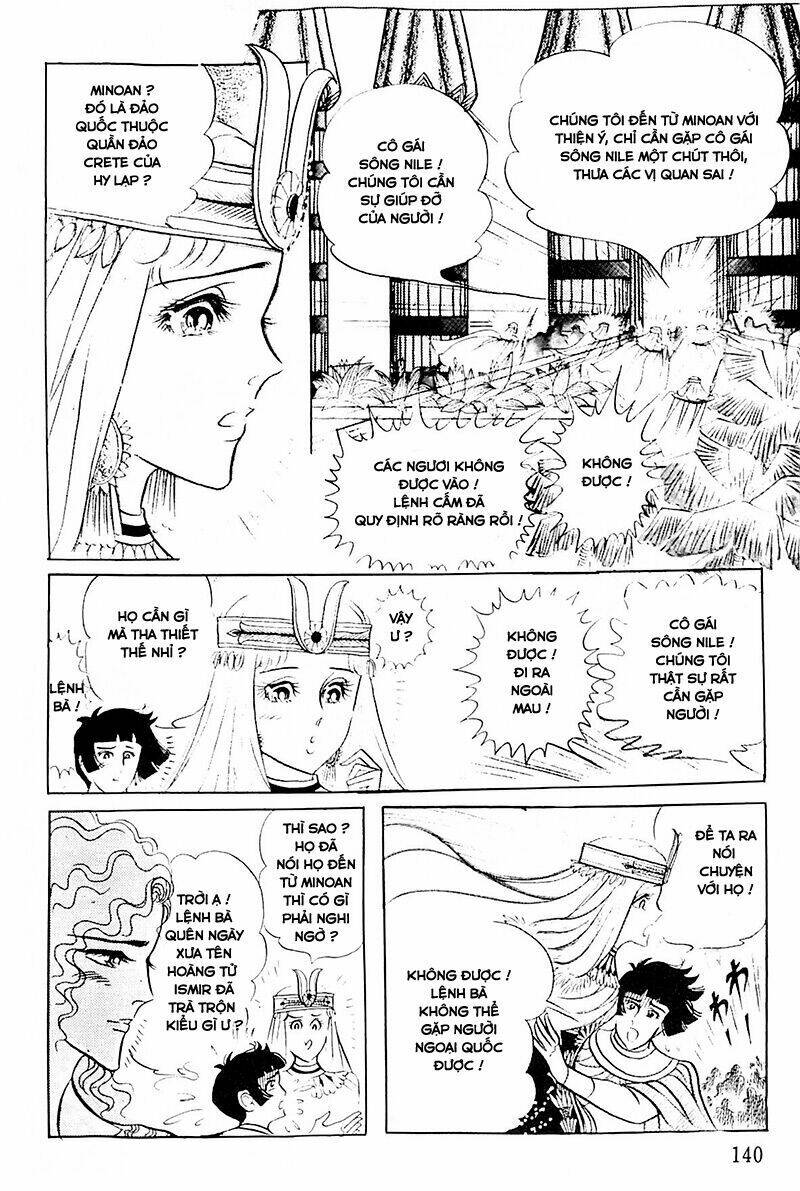 MINOAN ?
ĐÓ LÀ ĐẢO
QUỐC THUỘC
QUẦN ĐẢO
CRETE CỦA
HY LẠP ?
CÔ GÁI
SÔNG NILE !
CHÚNG TÔI CẦN
SỰ GIÚP ĐỠ
CỦA NGƯỜI !
CHÚNG TÔI ĐẾN TỪ MINOAN VỚI
THIỆN Ý, CHỈ CẦN GẶP CÔ GÁI
SÔNG NILE MỘT CHÚT THÔI,
THƯA CÁC VỊ QUAN SAI !
CÁC NGƯƠI KHÔNG
ĐƯỢC VÀO !
LỆNH CẤM ĐÃ
QUY ĐỊNH RÕ RÀNG RỒI !
KHÔNG
ĐƯỢC !
HỌ CẦN GÌ
MÀ THA THIẾT
THẾ NHỈ ?
LỆNH
BÀ !
VẬY
Ư ?
KHÔNG
ĐƯỢC !
ĐI RA
NGOÀI
MAU !
CÔ GÁI
SÔNG NILE !
CHÚNG TÔI
THẬT SỰ RẤT
CẦN GẶP
NGƯỜI !
THÌ SAO ?
HỌ ĐÃ
NÓI HỌ ĐẾN
TỪ MINOAN
THÌ CÓ GÌ
PHẢI NGHI
NGỜ ?
TRỜI Ạ !
LỆNH BÀ
QUÊN NGÀY
XƯA TÊN
HOÀNG TỬ
ISMIR ĐÃ
TRÀ TRỘN
KIỂU GÌ Ư ?
ĐỂ TA RA
NÓI
CHUYỆN
VỚI HỌ !
KHÔNG ĐƯỢC !
LỆNH BÀ
KHÔNG THỂ
GẶP NGƯỜI
NGOẠI QUỐC
ĐƯỢC !
わわ
140